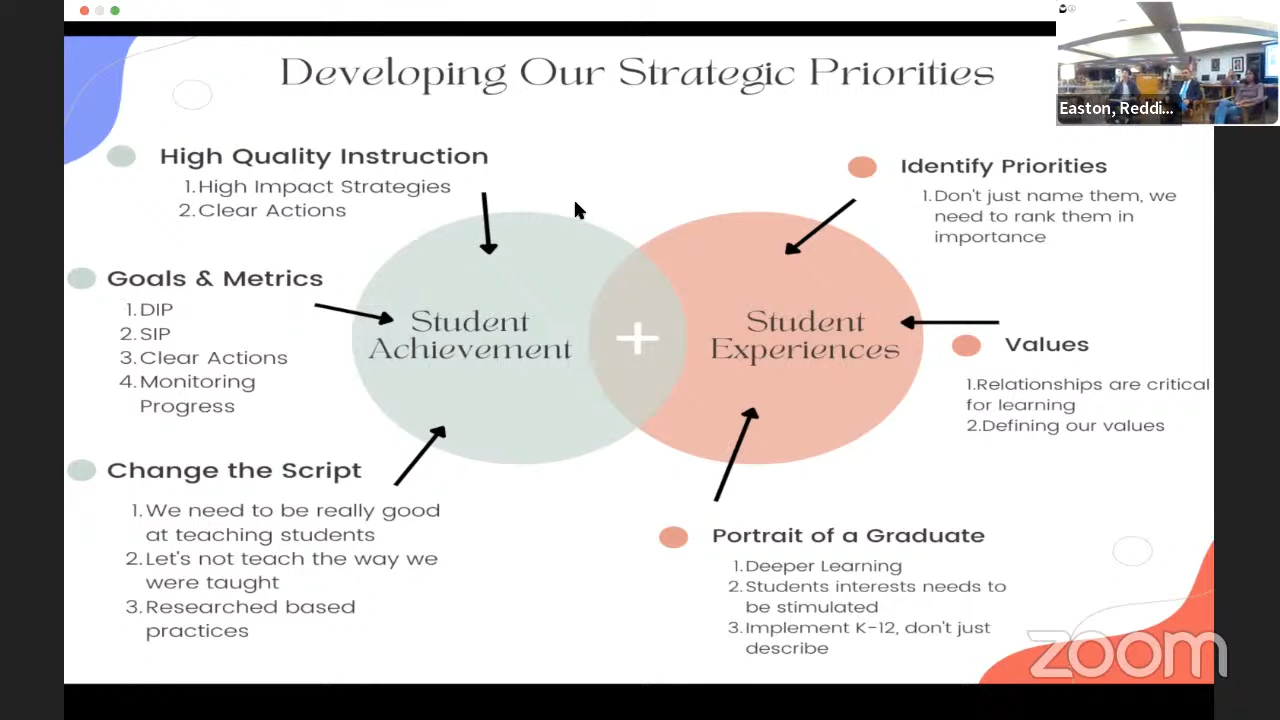 Developing Our Strategic Priorities
Easton, Reddi...
High Quality Instruction
1.High Impact Strategies
2.Clear Actions
Goals & Metrics
1.DIP
2.SIP
3.Clear Actions
4.Monitoring
Progress
Change the Script
1.We need to be really good
at teaching students
2.Let's not teach the way we
were taught
3.Researched based
practices
Student
Achievement
+
Student
Experiences
Identify Priorities
1.Don't just name them, we
need to rank them in
importance
Values
1.Relationships are critical
for learning
2.Defining our values
Portrait of a Graduate
1.Deeper Learning
2.Students interests needs to
be stimulated
3.Implement K-12, don't just
describe
zoom